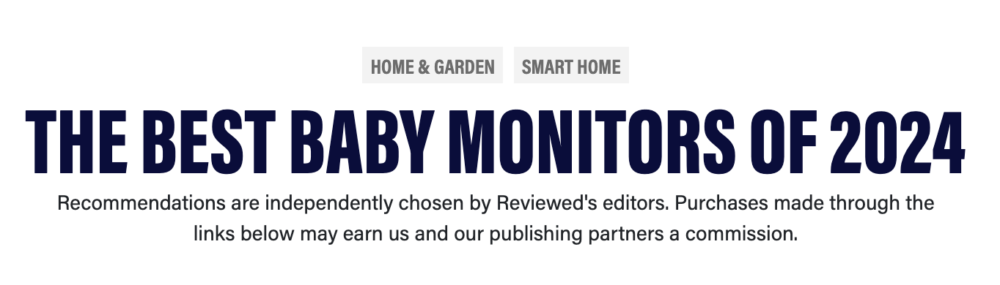 HOME & GARDEN SMART HOME
THE BEST BABY MONITORS OF 2024
Recommendations are independently chosen by Reviewed's editors. Purchases made through the
links below may earn us and our publishing partners a commission.